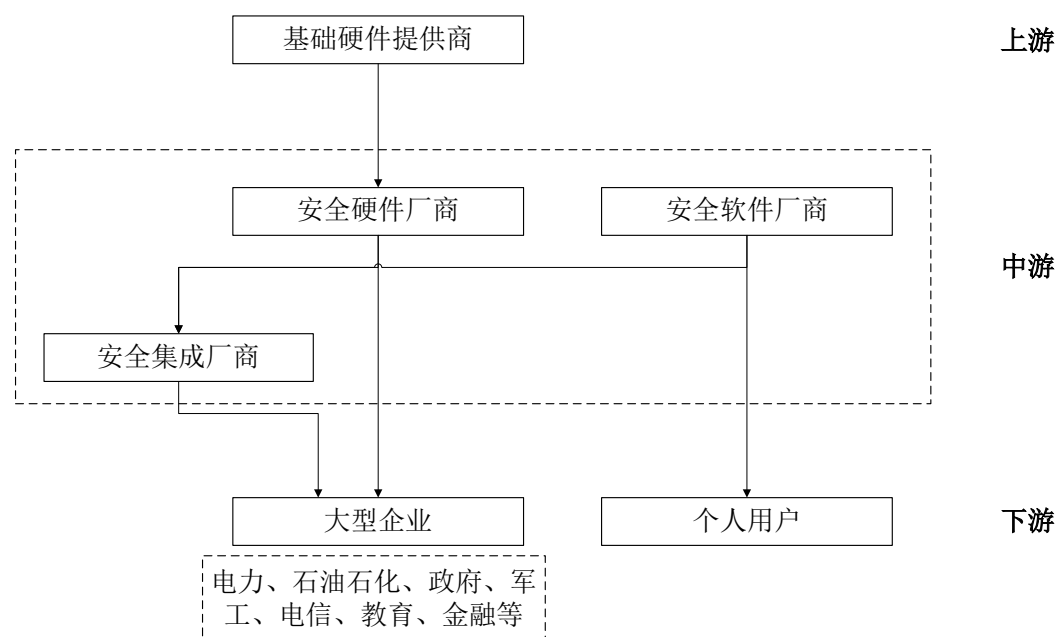 基础硬件提供商
上游
安全硬件厂商
安全软件厂商
中游
安全集成厂商
大型企业
个人用户
下游
电力、石油石化、政府、军
工、电信、教育、金融等